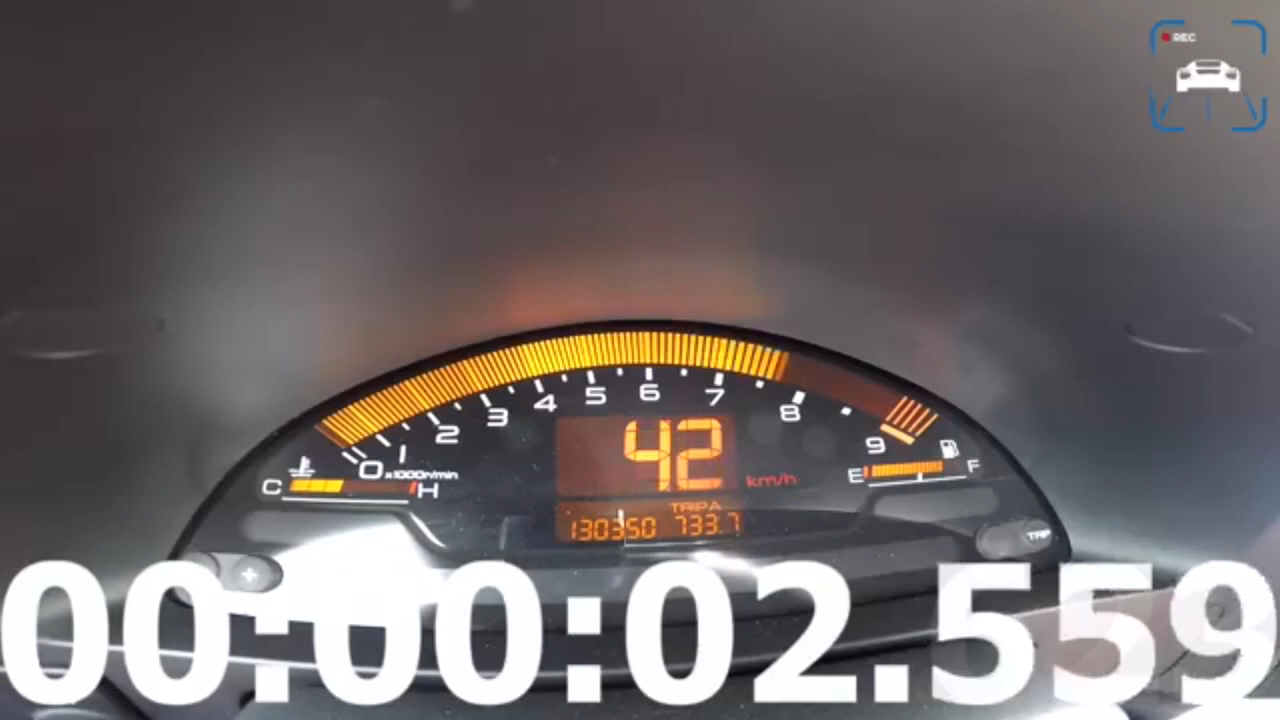 REC
0 1 2 3 4 5 6 7 8 9
x1000r/min
42 km/h
C H
E F
TRIP A
130350 733.7
+
TRIP
00:00:02.559